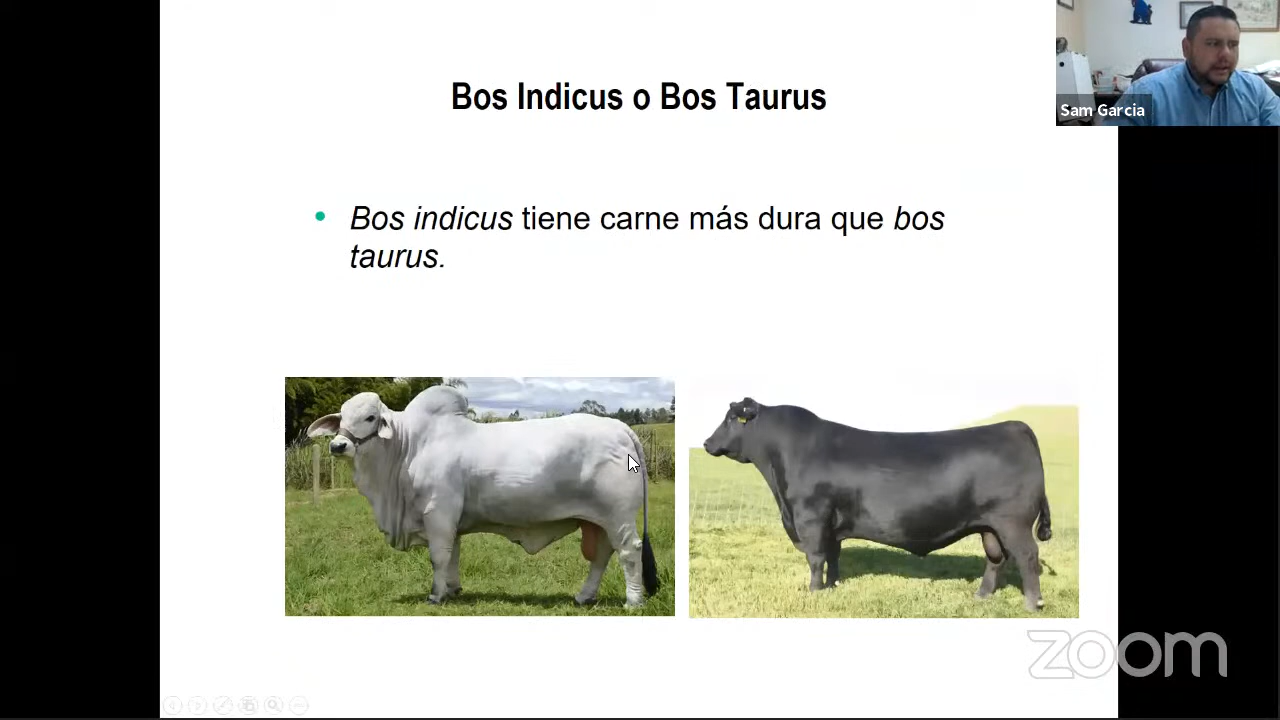 Bos Indicus o Bos Taurus
Sam Garcia
Bos indicus tiene carne más dura que bos
taurus.
zoom